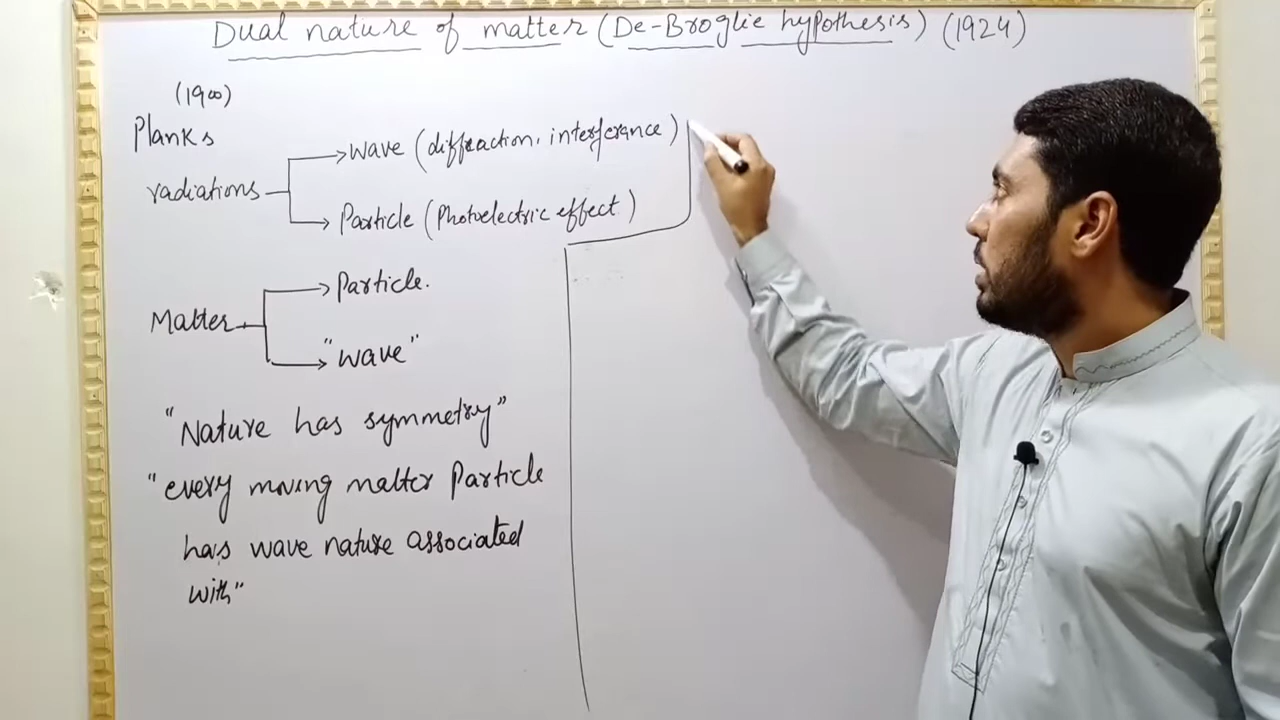 Dual nature of matter (De-Broglie hypothesis) (1924)
(1900)
Planks
radiations
wave (diffraction, interferance)
Particle (Photoelectric effect)
Matter
Particle.
"wave"
"Nature has symmetry"
"every moving matter Particle
has wave nature associated
with"